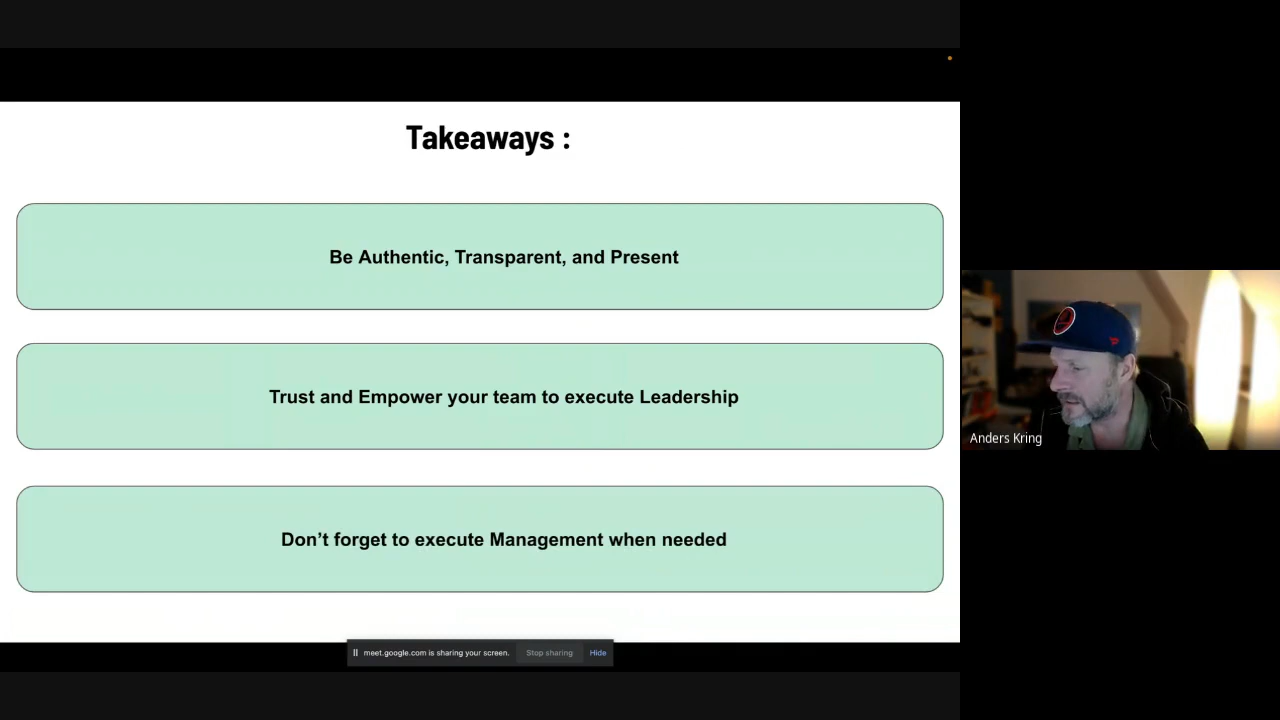 Takeaways :
Be Authentic, Transparent, and Present
Trust and Empower your team to execute Leadership
Don’t forget to execute Management when needed
Anders Kring
meet.google.com is sharing your screen. Stop sharing Hide